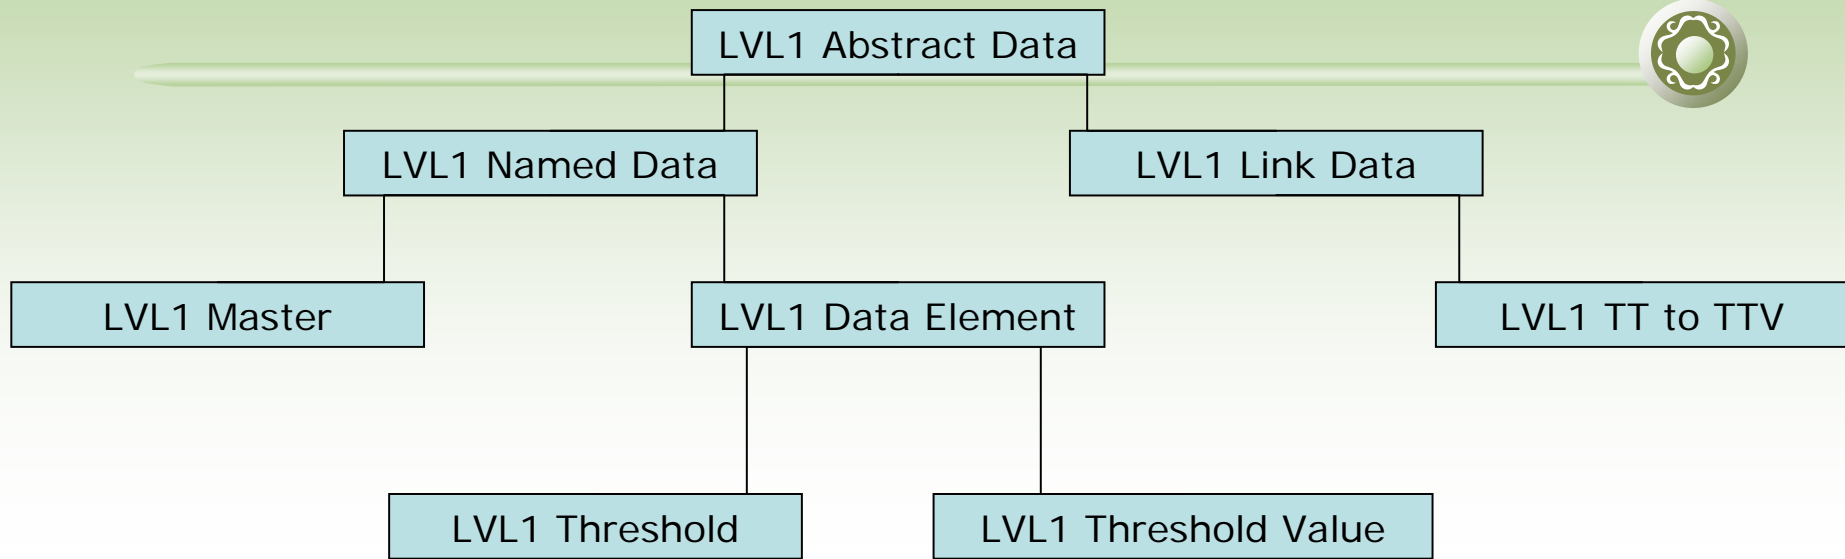 LVL1 Abstract Data
LVL1 Named Data
LVL1 Link Data
LVL1 Master
LVL1 Data Element
LVL1 TT to TTV
LVL1 Threshold
LVL1 Threshold Value